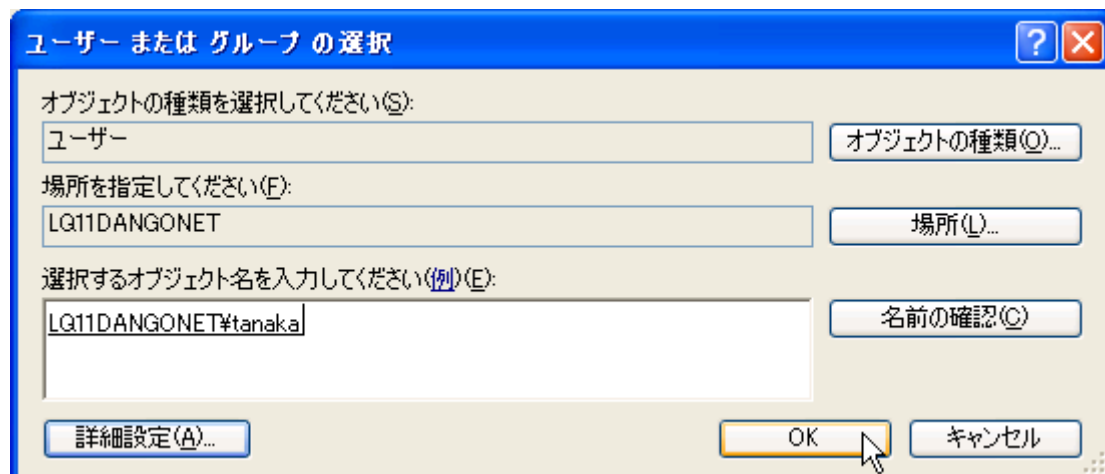 ユーザー または グループ の選択
オブジェクトの種類を選択してください(S):
ユーザー
オブジェクトの種類(O)...
場所を指定してください(F):
LQ11DANGONET
場所(L)...
選択するオブジェクト名を入力してください(例)(E):
LQ11DANGONET¥tanaka
名前の確認(C)
詳細設定(A)...
OK
キャンセル